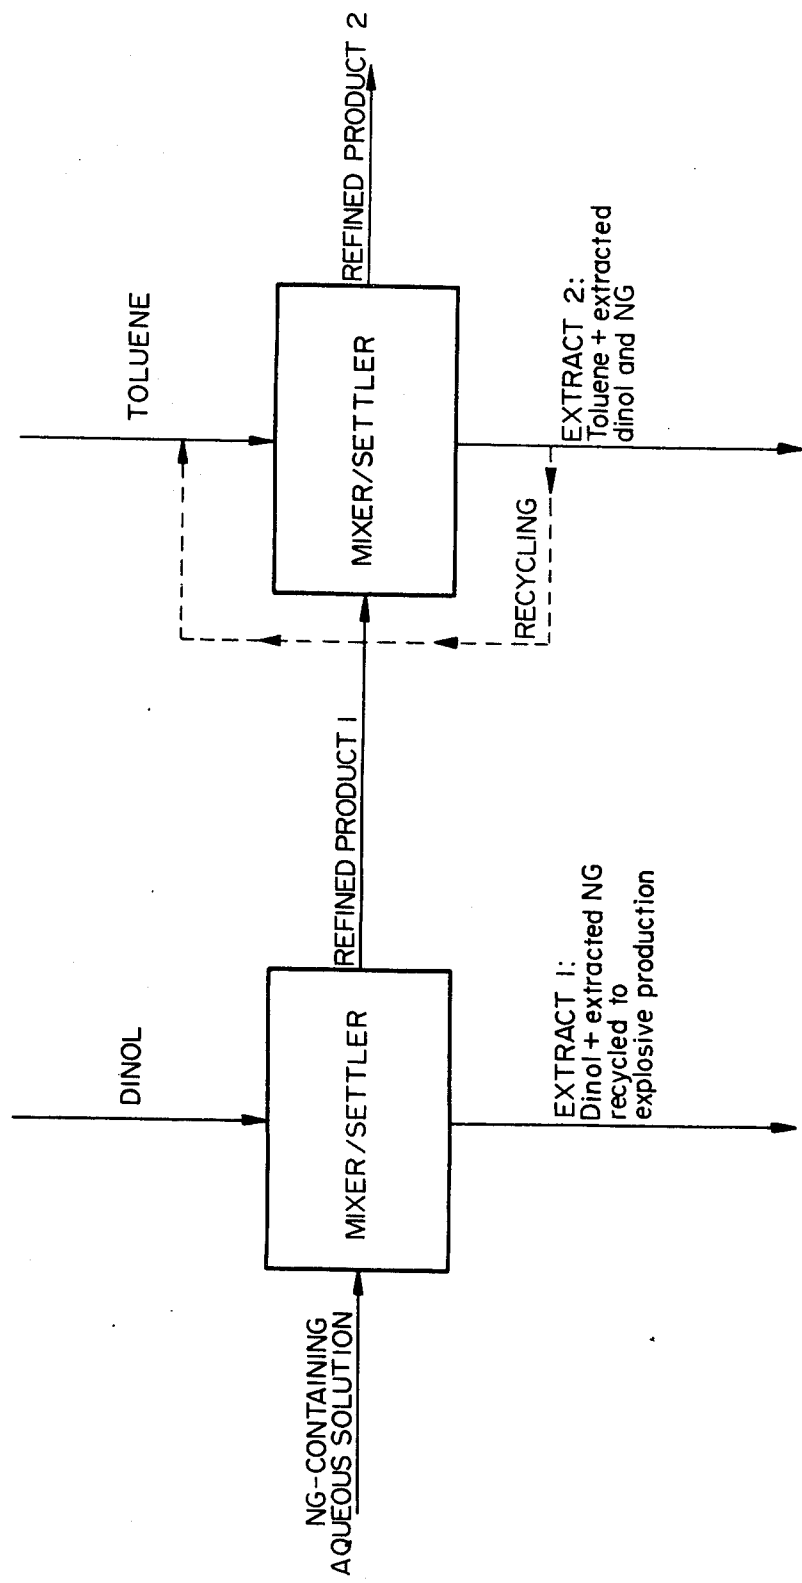 NG-CONTAINING
AQUEOUS SOLUTION
DINOL
MIXER/SETTLER
EXTRACT 1:
Dinol + extracted NG
recycled to
explosive production
REFINED PRODUCT 1
TOLUENE
MIXER/SETTLER
RECYCLING
EXTRACT 2:
Toluene + extracted
dinol and NG
REFINED PRODUCT 2